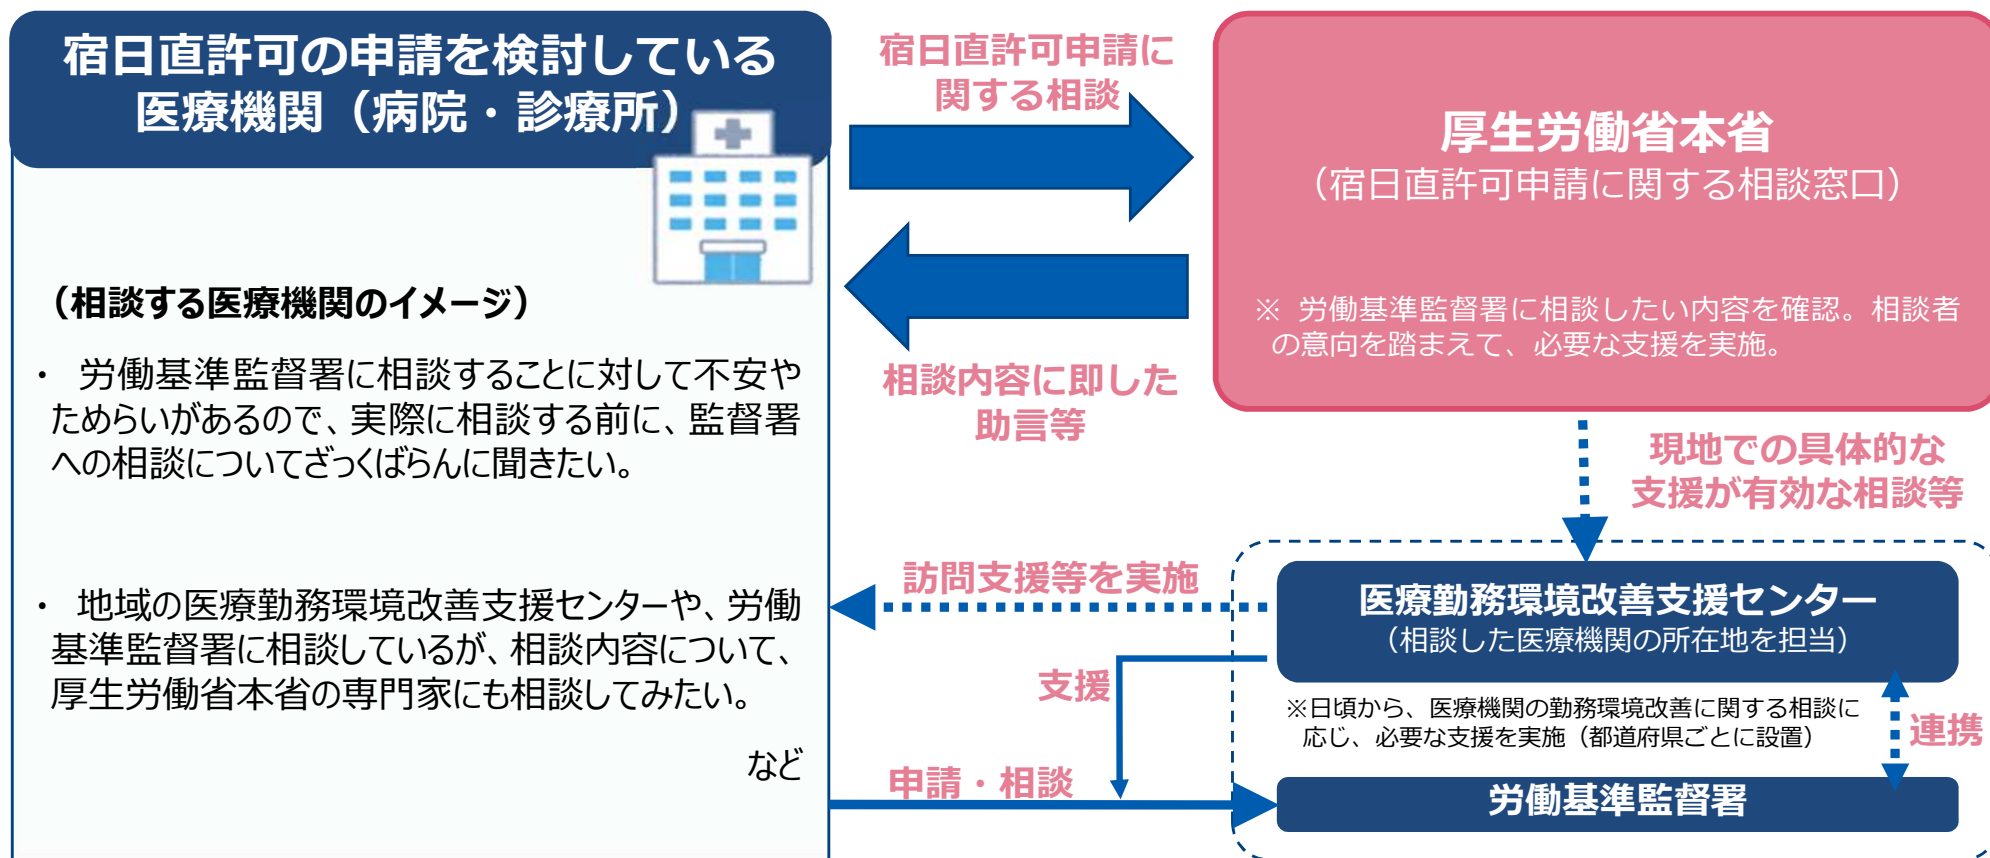 宿日直許可の申請を検討している
医療機関（病院・診療所）
（相談する医療機関のイメージ）
・ 労働基準監督署に相談することに対して不安や
ためらいがあるので、実際に相談する前に、監督署
への相談についてざっくばらんに聞きたい。
・ 地域の医療勤務環境改善支援センターや、労働
基準監督署に相談しているが、相談内容について、
厚生労働省本省の専門家にも相談してみたい。
など
宿日直許可申請に
関する相談
相談内容に即した
助言等
厚生労働省本省
（宿日直許可申請に関する相談窓口）
※ 労働基準監督署に相談したい内容を確認。相談者
の意向を踏まえて、必要な支援を実施。
現地での具体的な
支援が有効な相談等
訪問支援等を実施
支援
申請・相談
医療勤務環境改善支援センター
（相談した医療機関の所在地を担当）
※日頃から、医療機関の勤務環境改善に関する相談に
応じ、必要な支援を実施（都道府県ごとに設置）
連携
労働基準監督署